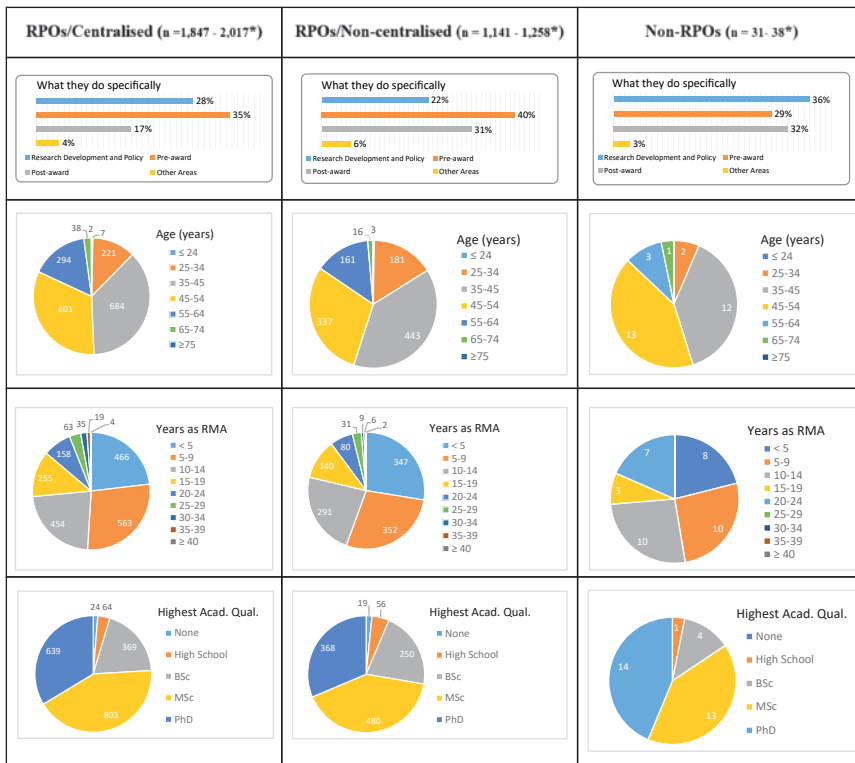 RPOs/Centralised (n =1,847 - 2,017*)
RPOs/Non-centralised (n = 1,141 - 1,258*)
Non-RPOs (n = 31- 38*)
What they do specifically
28%
35%
17%
4%
Research Development and Policy
Pre-award
Post-award
Other Areas
What they do specifically
22%
40%
31%
6%
Research Development and Policy
Pre-award
Post-award
Other Areas
What they do specifically
36%
29%
32%
3%
Research Development and Policy
Pre-award
Post-award
Other Areas
38 2 7
221
684
601
294
Age (years)
≤ 24
25-34
35-45
45-54
55-64
65-74
≥75
16 3
181
443
337
161
Age (years)
≤ 24
25-34
35-45
45-54
55-64
65-74
≥75
1 2
12
13
3
Age (years)
≤ 24
25-34
35-45
45-54
55-64
65-74
≥75
63 35 19 4
466
563
454
255
158
Years as RMA
< 5
5-9
10-14
15-19
20-24
25-29
30-34
35-39
≥ 40
31 9 6 2
347
352
291
140
80
Years as RMA
< 5
5-9
10-14
15-19
20-24
25-29
30-34
35-39
≥ 40
7 8
10
10
3
Years as RMA
< 5
5-9
10-14
15-19
20-24
25-29
30-34
35-39
≥ 40
24 64
369
803
639
Highest Acad. Qual.
None
High School
BSc
MSc
PhD
19 56
250
480
368
Highest Acad. Qual.
None
High School
BSc
MSc
PhD
1
4
13
14
Highest Acad. Qual.
None
High School
BSc
MSc
PhD